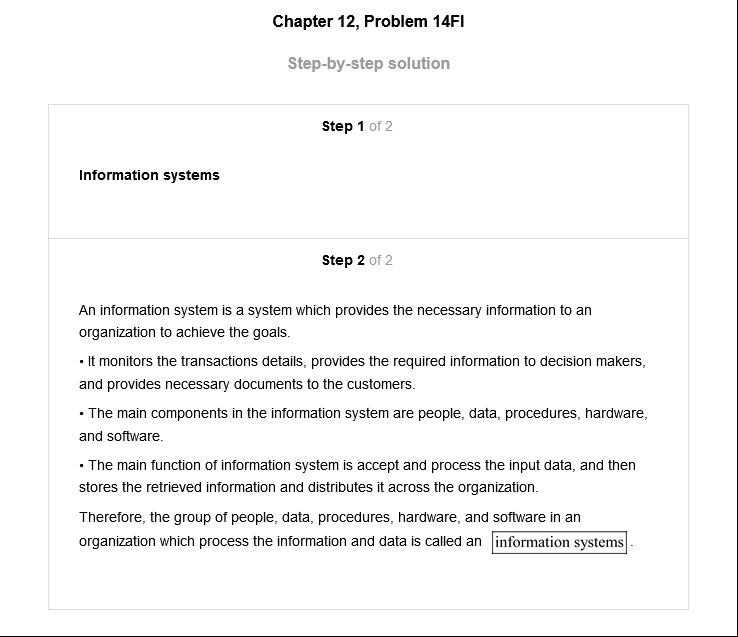 Chapter 12, Problem 14FI
Step-by-step solution
Step 1 of 2
Information systems
Step 2 of 2
An information system is a system which provides the necessary information to an
organization to achieve the goals.
• It monitors the transactions details, provides the required information to decision makers,
and provides necessary documents to the customers.
• The main components in the information system are people, data, procedures, hardware,
and software.
• The main function of information system is accept and process the input data, and then
stores the retrieved information and distributes it across the organization.
Therefore, the group of people, data, procedures, hardware, and software in an
organization which process the information and data is called an information systems.